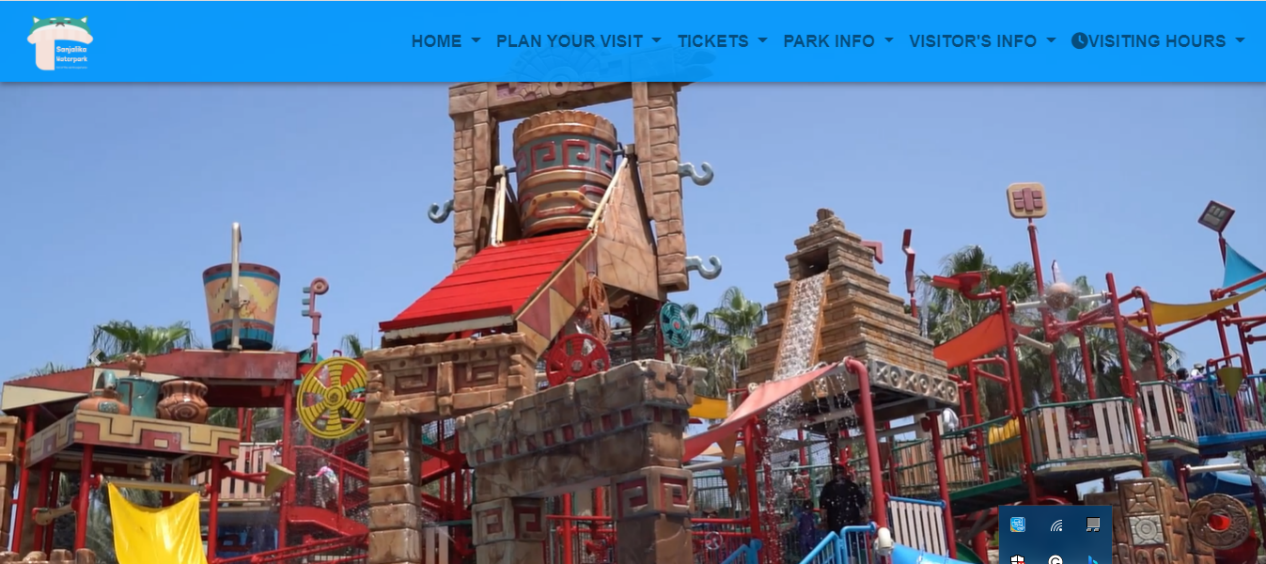 Sanjalika
Waterpark
HOME PLAN YOUR VISIT TICKETS PARK INFO VISITOR'S INFO VISITING HOURS